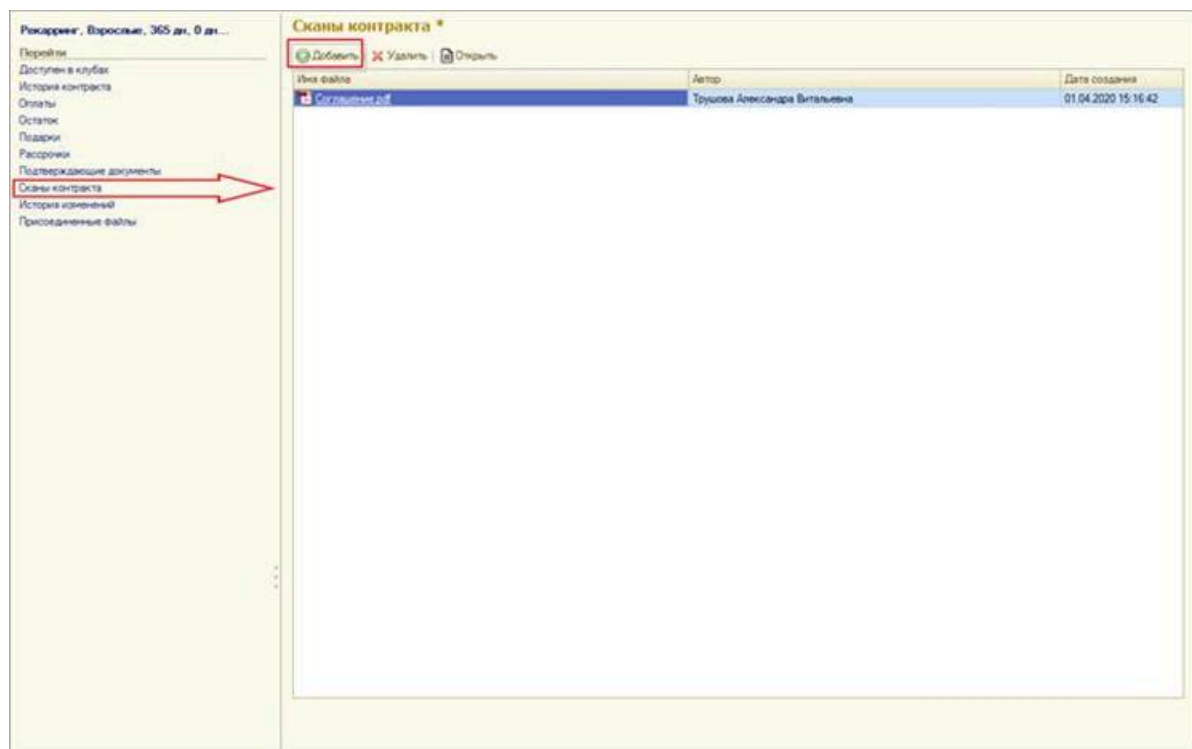 Рекарринг, Взрослые, 365 дн, 0 дн...
Перейти
Доступен в клубах
История контракта
Оплаты
Остаток
Подарки
Рассрочки
Подтверждающие документы
Сканы контракта
История изменений
Присоединенные файлы
Сканы контракта *
Добавить Удалить Открыть
Имя файла Автор Дата создания
Соглашение.pdf Трушова Александра Витальевна 01.04.2020 15:16:42